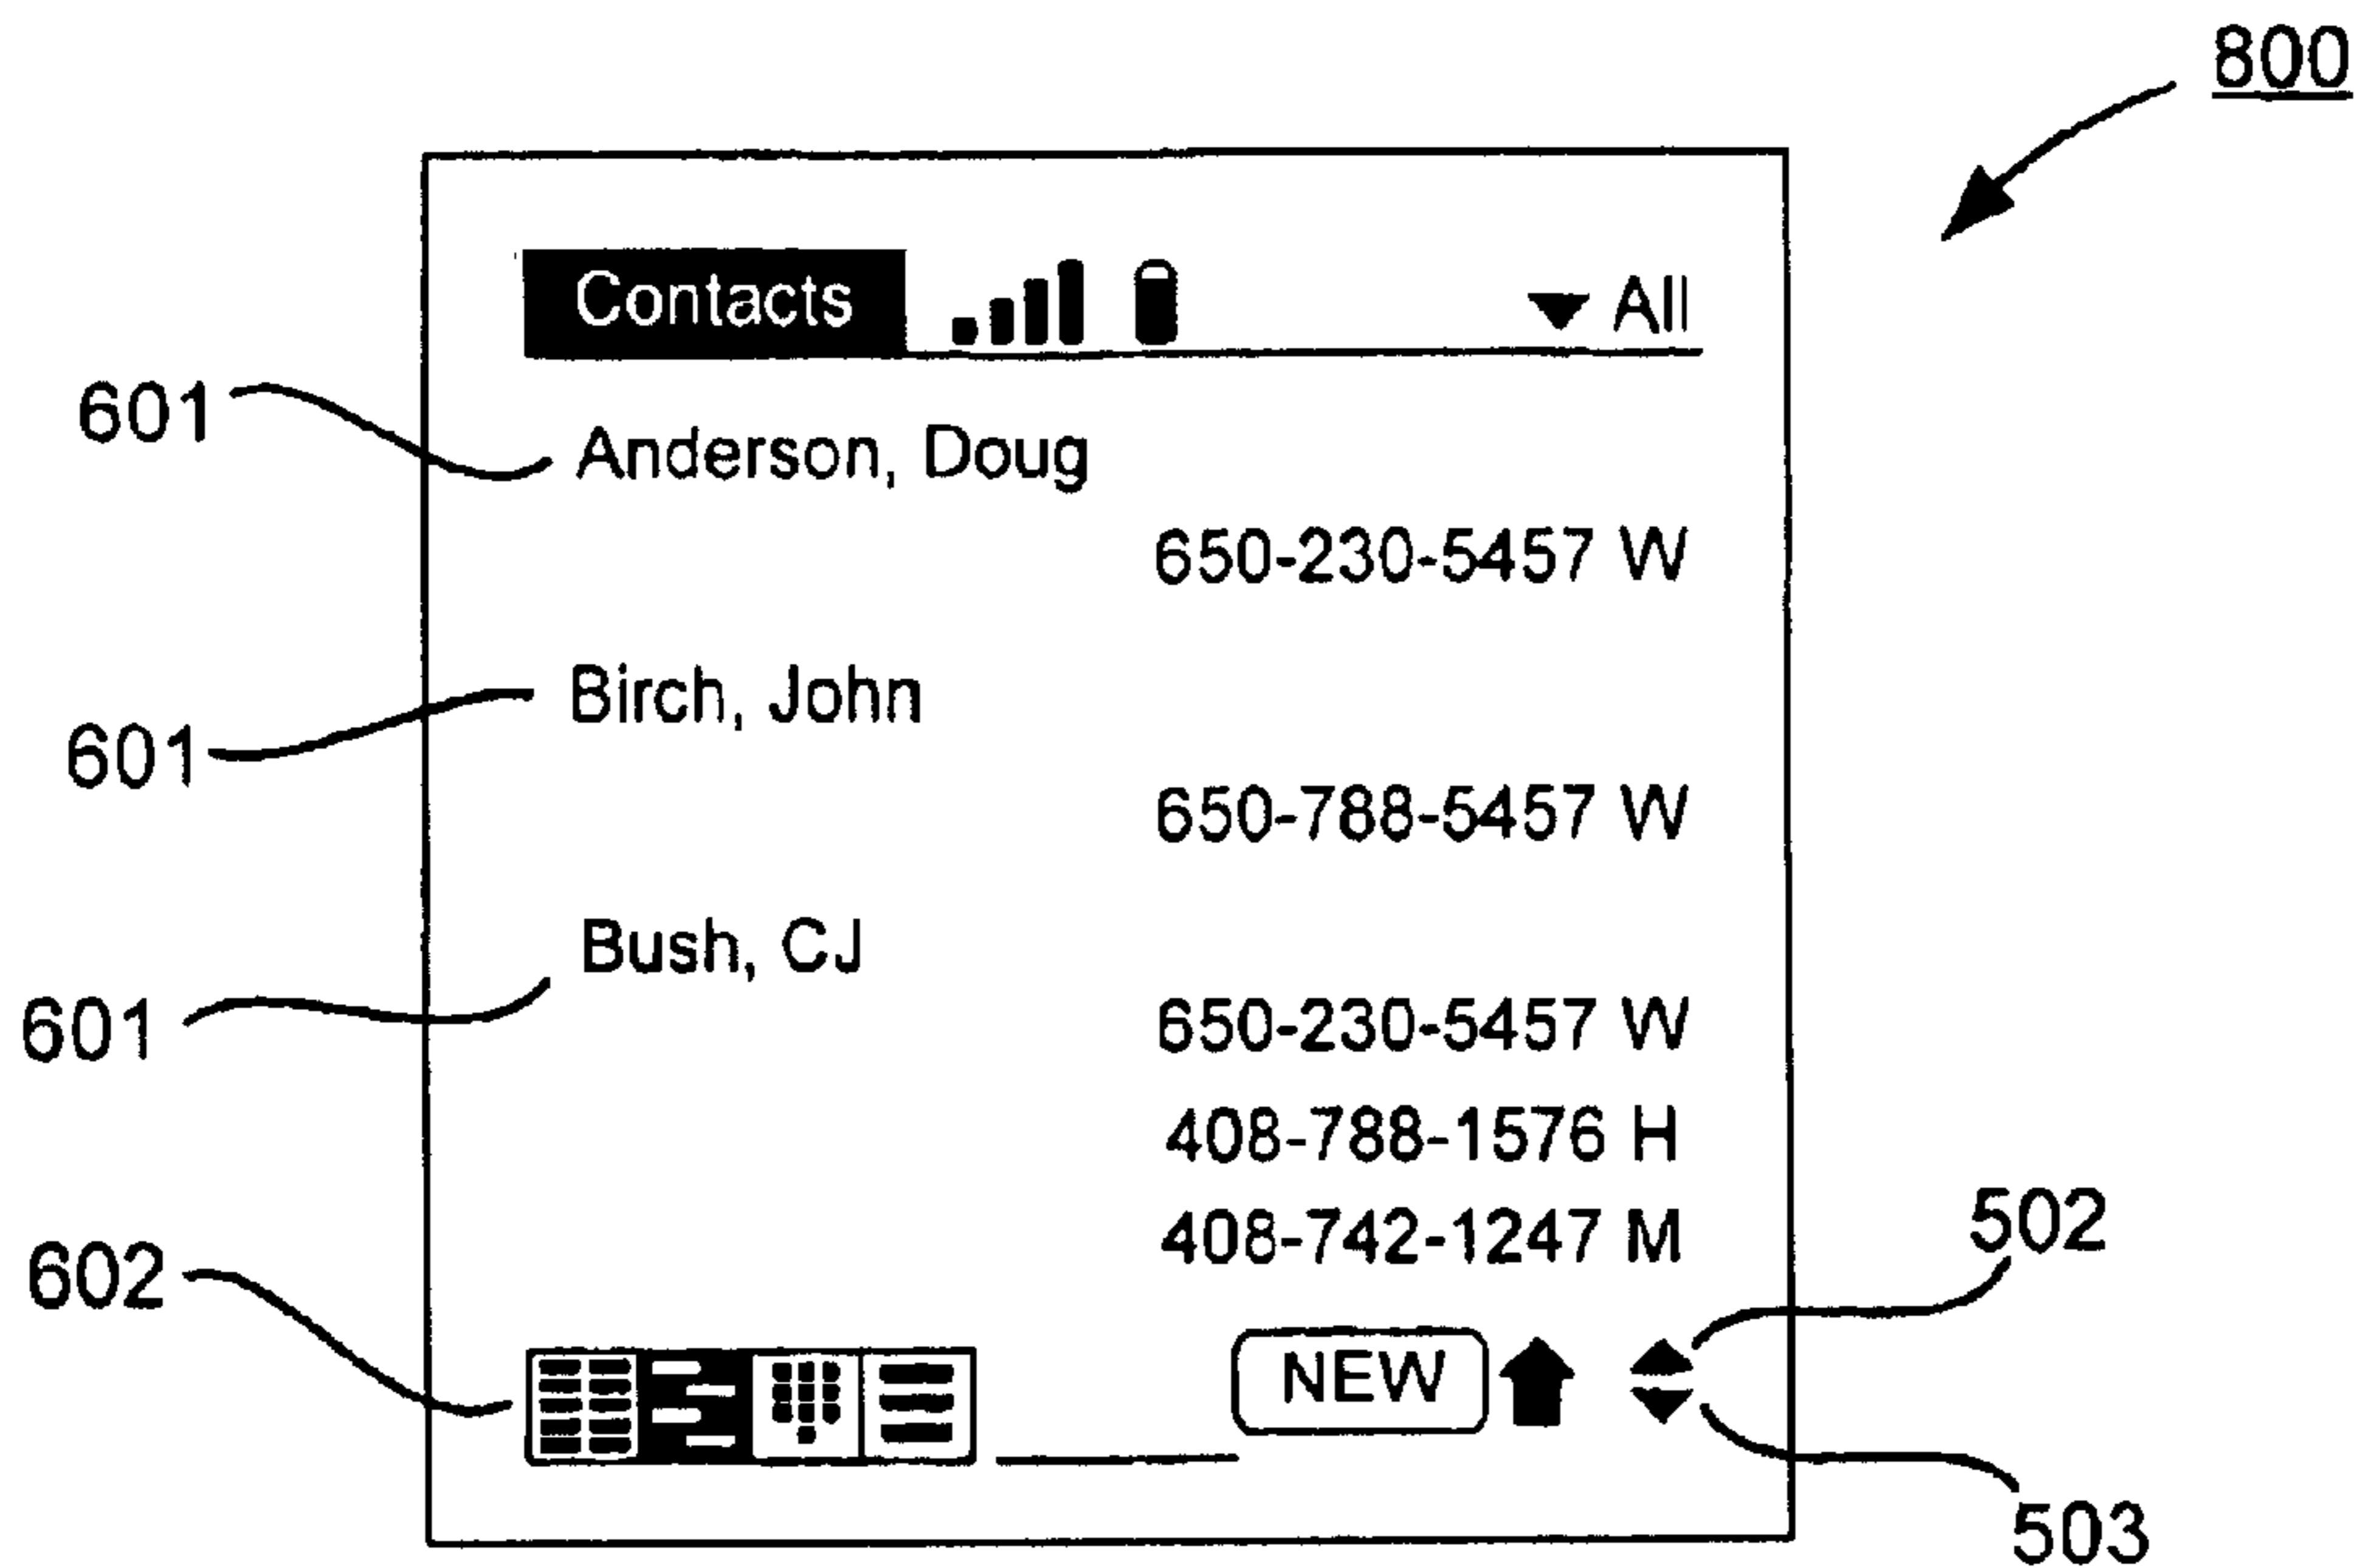 800
Contacts All
601 Anderson, Doug
650-230-5457 W
601 Birch, John
650-788-5457 W
Bush, CJ
601 650-230-5457 W
408-788-1576 H
408-742-1247 M
502
602
NEW
503